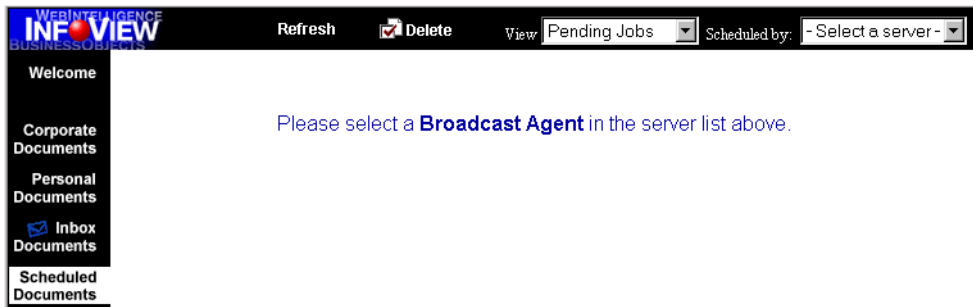 WEBINTELLIGENCE
INFOVIEW
BUSINESSOBJECTS
Refresh Delete View Pending Jobs Scheduled by: - Select a server -
Welcome
Corporate
Documents
Personal
Documents
Inbox
Documents
Scheduled
Documents
Please select a Broadcast Agent in the server list above.